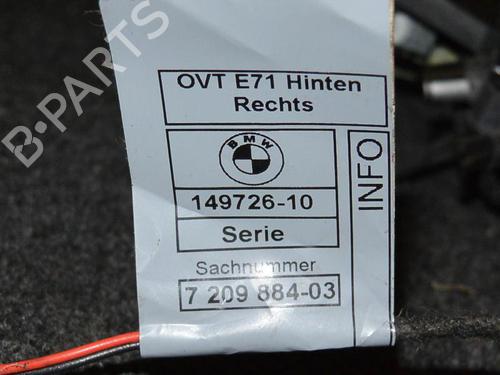 B-PARTS
OVT E71 Hinten
Rechts
BMW
149726-10
Serie
INFO
Sachnummer
7 209 884-03